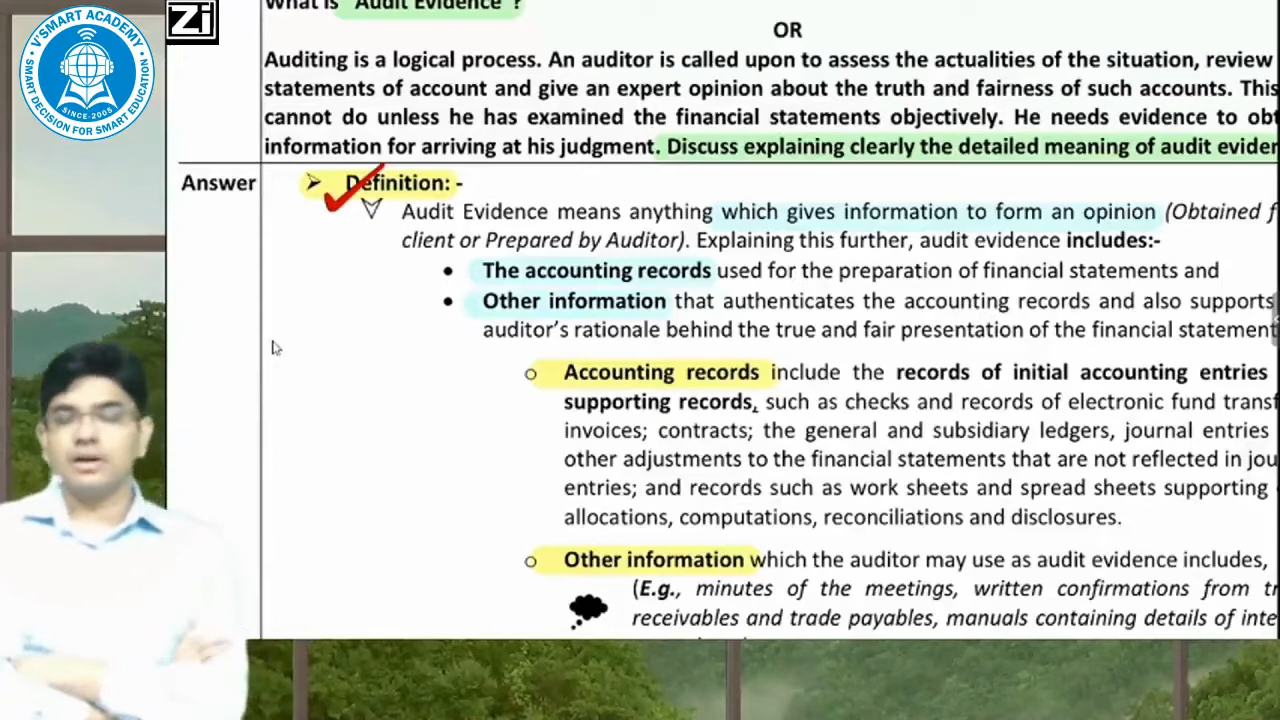 V'SMART ACADEMY
SINCE-2005
SMART DECISION FOR SMART EDUCATION
Zi
What is "Audit Evidence"?
OR
Auditing is a logical process. An auditor is called upon to assess the actualities of the situation, review
statements of account and give an expert opinion about the truth and fairness of such accounts. This
cannot do unless he has examined the financial statements objectively. He needs evidence to obt
information for arriving at his judgment. Discuss explaining clearly the detailed meaning of audit eviden
Answer
Definition: -
Audit Evidence means anything which gives information to form an opinion (Obtained f
client or Prepared by Auditor). Explaining this further, audit evidence includes:-
• The accounting records used for the preparation of financial statements and
• Other information that authenticates the accounting records and also supports
auditor's rationale behind the true and fair presentation of the financial statement
o Accounting records include the records of initial accounting entries
supporting records, such as checks and records of electronic fund transf
invoices; contracts; the general and subsidiary ledgers, journal entries
other adjustments to the financial statements that are not reflected in jou
entries; and records such as work sheets and spread sheets supporting
allocations, computations, reconciliations and disclosures.
o Other information which the auditor may use as audit evidence includes,
(E.g., minutes of the meetings, written confirmations from tr
receivables and trade payables, manuals containing details of inte